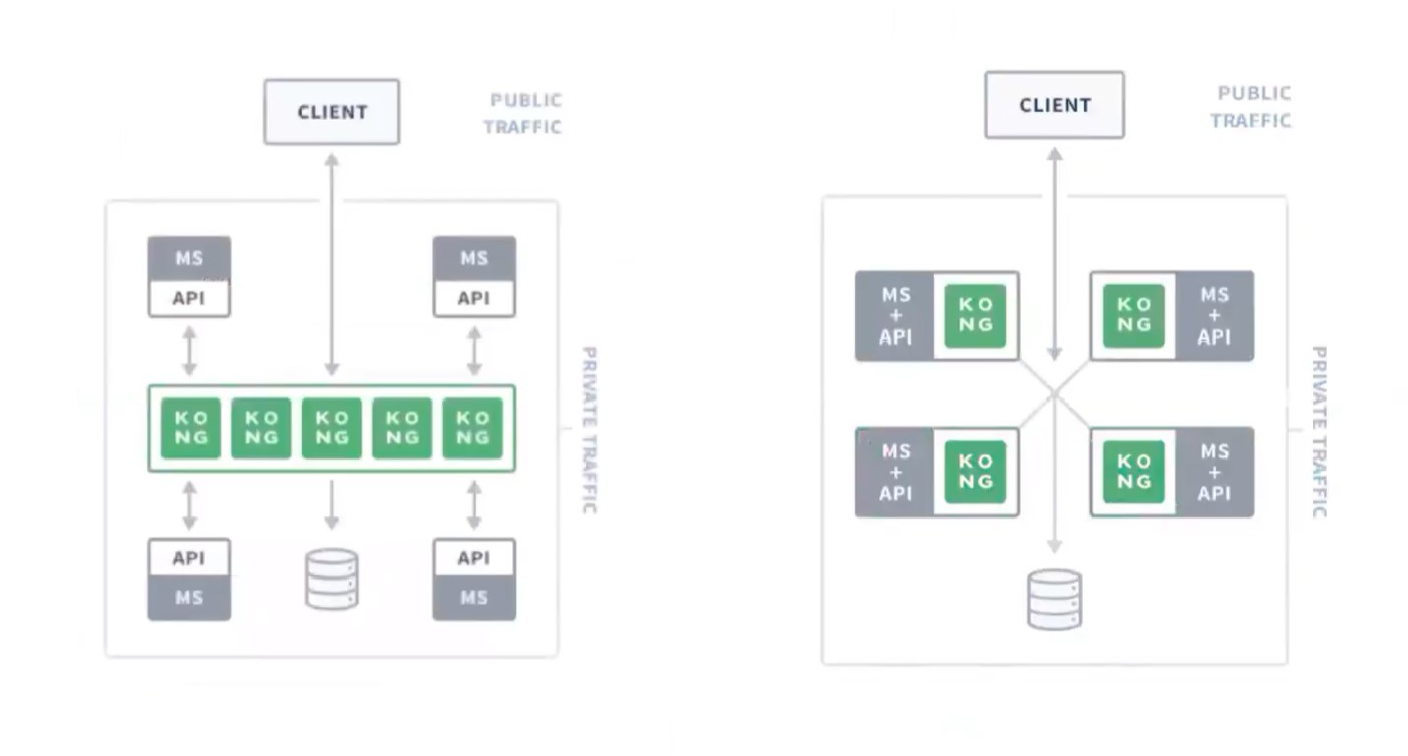 CLIENT
PUBLIC
TRAFFIC
MS
API
MS
API
KO
NG
KO
NG
KO
NG
KO
NG
KO
NG
API
MS
API
MS
PRIVATE TRAFFIC
CLIENT
PUBLIC
TRAFFIC
MS
+
API
KO
NG
KO
NG
MS
+
API
MS
+
API
KO
NG
KO
NG
MS
+
API
PRIVATE TRAFFIC